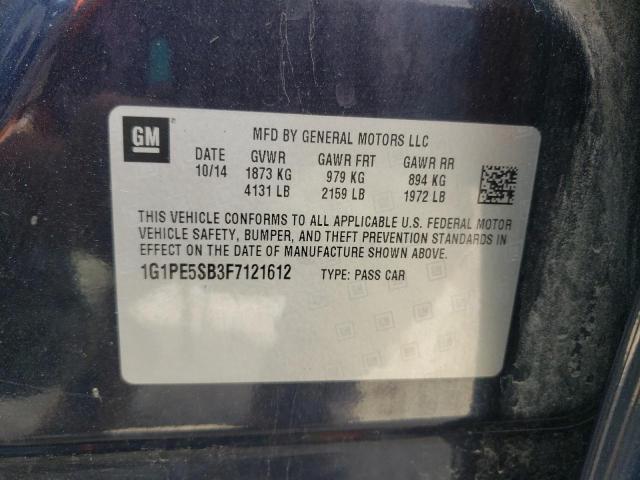 GM
MFD BY GENERAL MOTORS LLC
DATE GVWR GAWR FRT GAWR RR
10/14 1873 KG 979 KG 894 KG
4131 LB 2159 LB 1972 LB
THIS VEHICLE CONFORMS TO ALL APPLICABLE U.S. FEDERAL MOTOR
VEHICLE SAFETY, BUMPER, AND THEFT PREVENTION STANDARDS IN
EFFECT ON THE DATE OF MANUFACTURE SHOWN ABOVE.
1G1PE5SB3F7121612 TYPE: PASS CAR